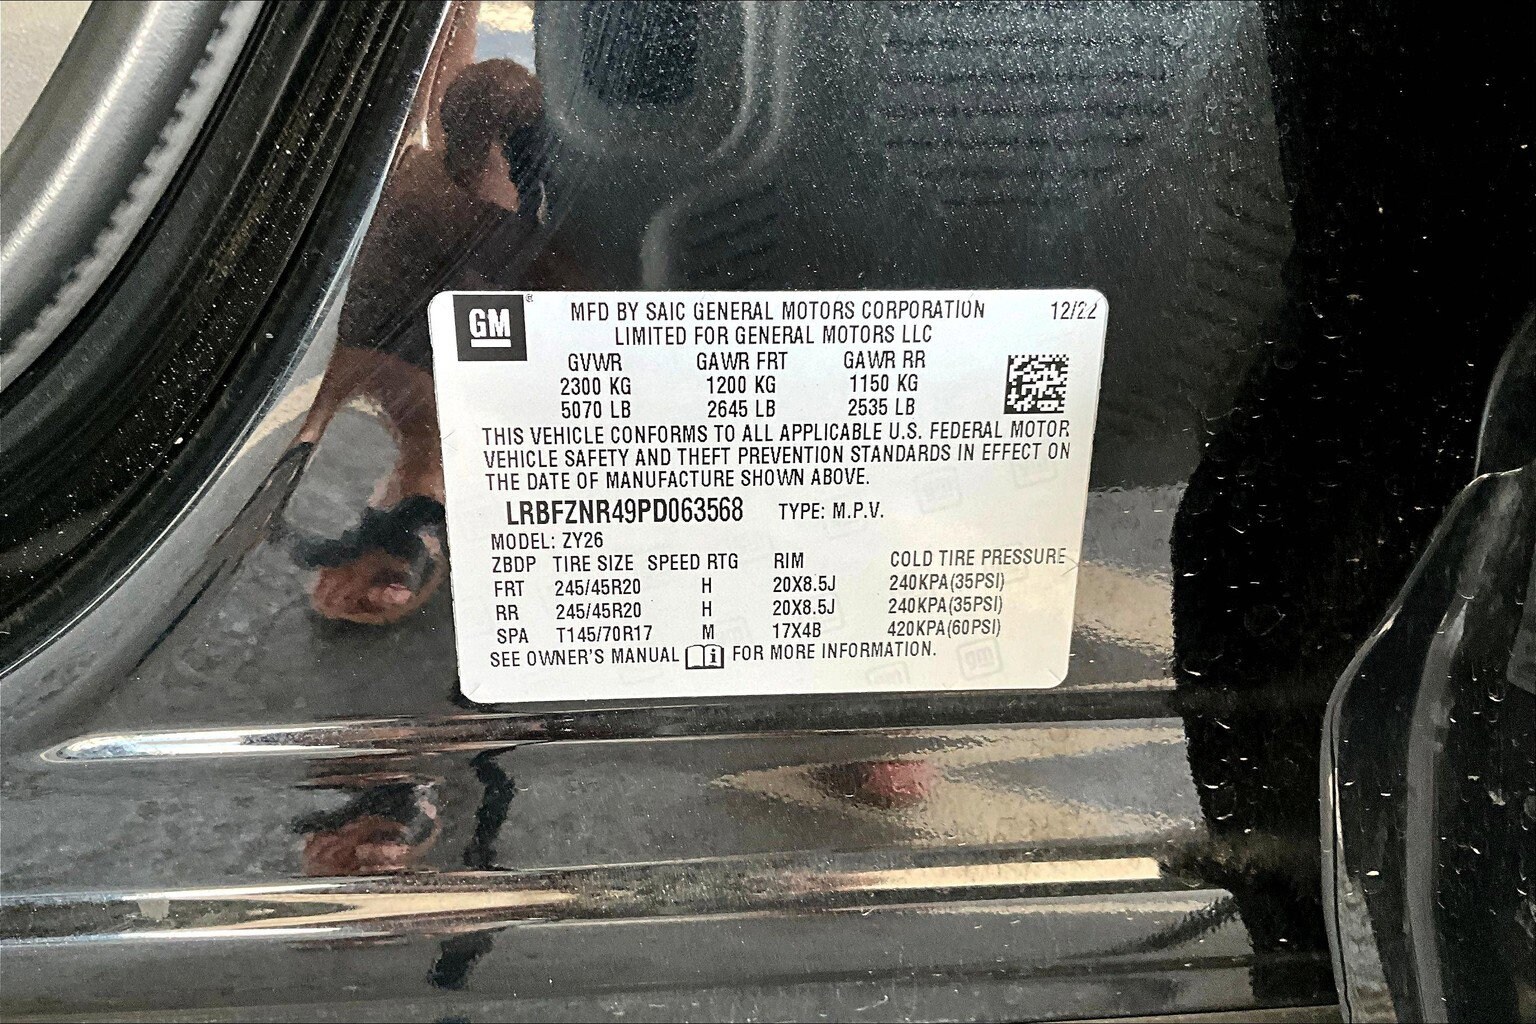 GM® MFD BY SAIC GENERAL MOTORS CORPORATION 12/22
LIMITED FOR GENERAL MOTORS LLC
GVWR GAWR FRT GAWR RR
2300 KG 1200 KG 1150 KG
5070 LB 2645 LB 2535 LB
THIS VEHICLE CONFORMS TO ALL APPLICABLE U.S. FEDERAL MOTOR
VEHICLE SAFETY AND THEFT PREVENTION STANDARDS IN EFFECT ON
THE DATE OF MANUFACTURE SHOWN ABOVE.
LRBFZNR49PD063568 TYPE: M.P.V.
MODEL: ZY26
ZBDP TIRE SIZE SPEED RTG RIM COLD TIRE PRESSURE
FRT 245/45R20 H 20X8.5J 240KPA(35PSI)
RR 245/45R20 H 20X8.5J 240KPA(35PSI)
SPA T145/70R17 M 17X4B 420KPA(60PSI)
SEE OWNER'S MANUAL i FOR MORE INFORMATION.
gm
gm